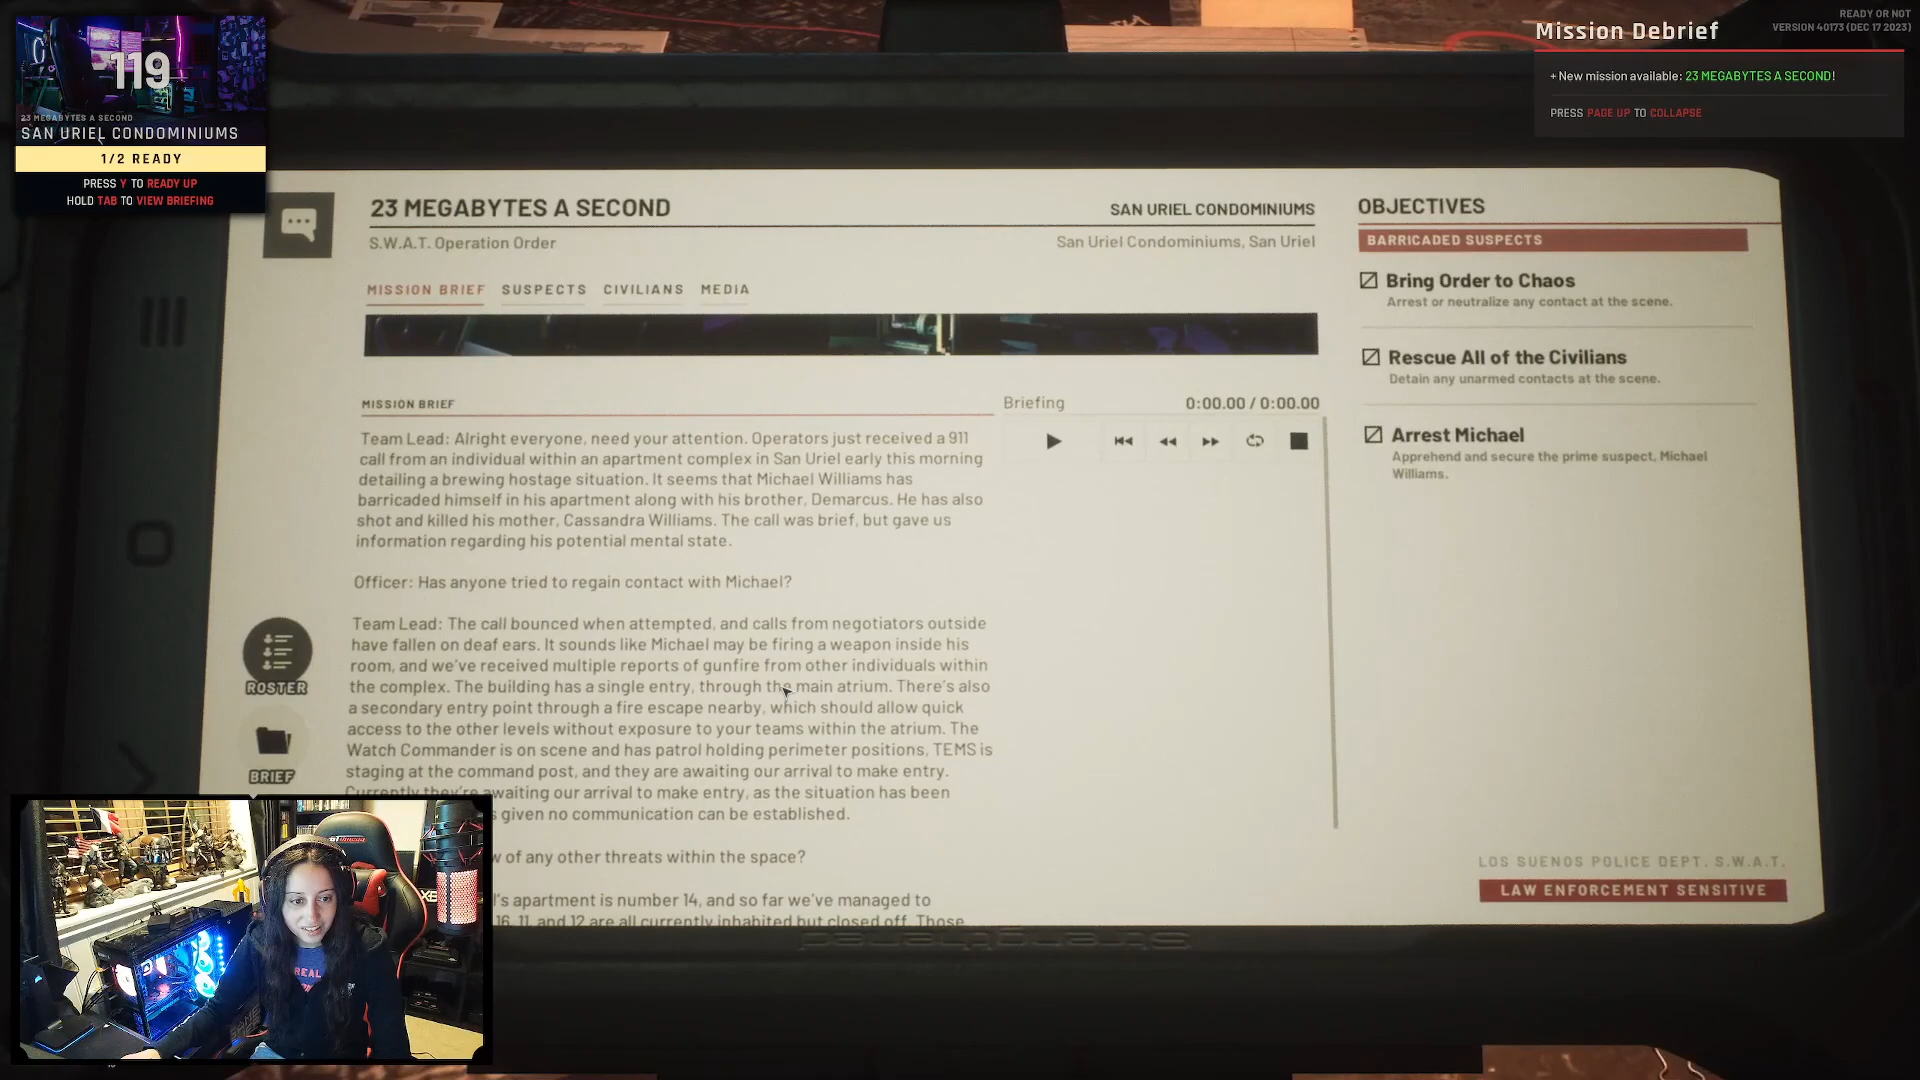 119
23 MEGABYTES A SECOND
SAN URIEL CONDOMINIUMS
1/2 READY
PRESS Y TO READY UP
HOLD TAB TO VIEW BRIEFING
READY OR NOT
VERSION 40173 (DEC 17 2023)
Mission Debrief
+ New mission available: 23 MEGABYTES A SECOND!
PRESS PAGE UP TO COLLAPSE
23 MEGABYTES A SECOND
SAN URIEL CONDOMINIUMS
S.W.A.T. Operation Order
San Uriel Condominiums, San Uriel
MISSION BRIEF SUSPECTS CIVILIANS MEDIA
MISSION BRIEF
Team Lead: Alright everyone, need your attention. Operators just received a 911
call from an individual within an apartment complex in San Uriel early this morning
detailing a brewing hostage situation. It seems that Michael Williams has
barricaded himself in his apartment along with his brother, Demarcus. He has also
shot and killed his mother, Cassandra Williams. The call was brief, but gave us
information regarding his potential mental state.
Officer: Has anyone tried to regain contact with Michael?
Team Lead: The call bounced when attempted, and calls from negotiators outside
have fallen on deaf ears. It sounds like Michael may be firing a weapon inside his
room, and we've received multiple reports of gunfire from other individuals within
the complex. The building has a single entry, through the main atrium. There's also
a secondary entry point through a fire escape nearby, which should allow quick
access to the other levels without exposure to your teams within the atrium. The
Watch Commander is on scene and has patrol holding perimeter positions, TEMS is
staging at the command post, and they are awaiting our arrival to make entry.
Currently they're awaiting our arrival to make entry, as the situation has been
given no communication can be established.
of any other threats within the space?
apartment is number 14, and so far we've managed to
16, 11, and 12 are all currently inhabited but closed off. Those
Briefing 0:00.00 / 0:00.00
OBJECTIVES
BARRICADED SUSPECTS
Bring Order to Chaos
Arrest or neutralize any contact at the scene.
Rescue All of the Civilians
Detain any unarmed contacts at the scene.
Arrest Michael
Apprehend and secure the prime suspect, Michael
Williams.
ROSTER
BRIEF
LOS SUENOS POLICE DEPT. S.W.A.T.
LAW ENFORCEMENT SENSITIVE
REAL